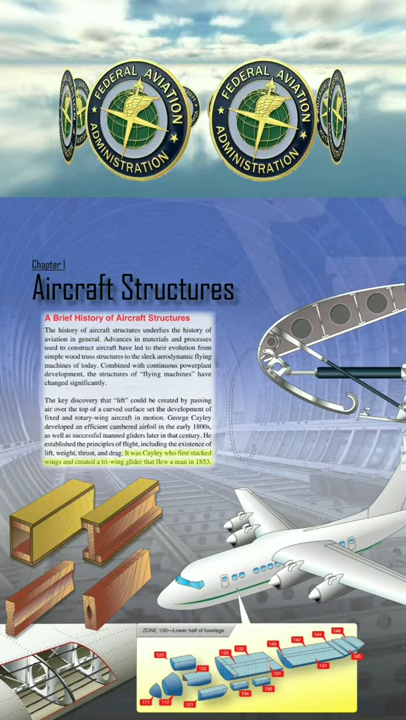 FEDERAL AVIATION
ADMINISTRATION
FEDERAL AVIATION
ADMINISTRATION
Chapter 1
Aircraft Structures
A Brief History of Aircraft Structures
The history of aircraft structures underlies the history of
aviation in general. Advances in materials and processes
used to construct aircraft have led to their evolution from
simple wood truss structures to the sleek aerodynamic flying
machines of today. Combined with continuous powerplant
development, the structures of “flying machines” have
changed significantly.
The key discovery that “lift” could be created by passing
air over the top of a curved surface set the development of
fixed and rotary-wing aircraft in motion. George Cayley
developed an efficient cambered airfoil in the early 1800s,
as well as successful manned gliders later in that century. He
established the principles of flight, including the existence of
lift, weight, thrust, and drag. It was Cayley who first stacked
wings and created a tri-wing glider that flew a man in 1853.
ZONE 100—Lower half of fuselage